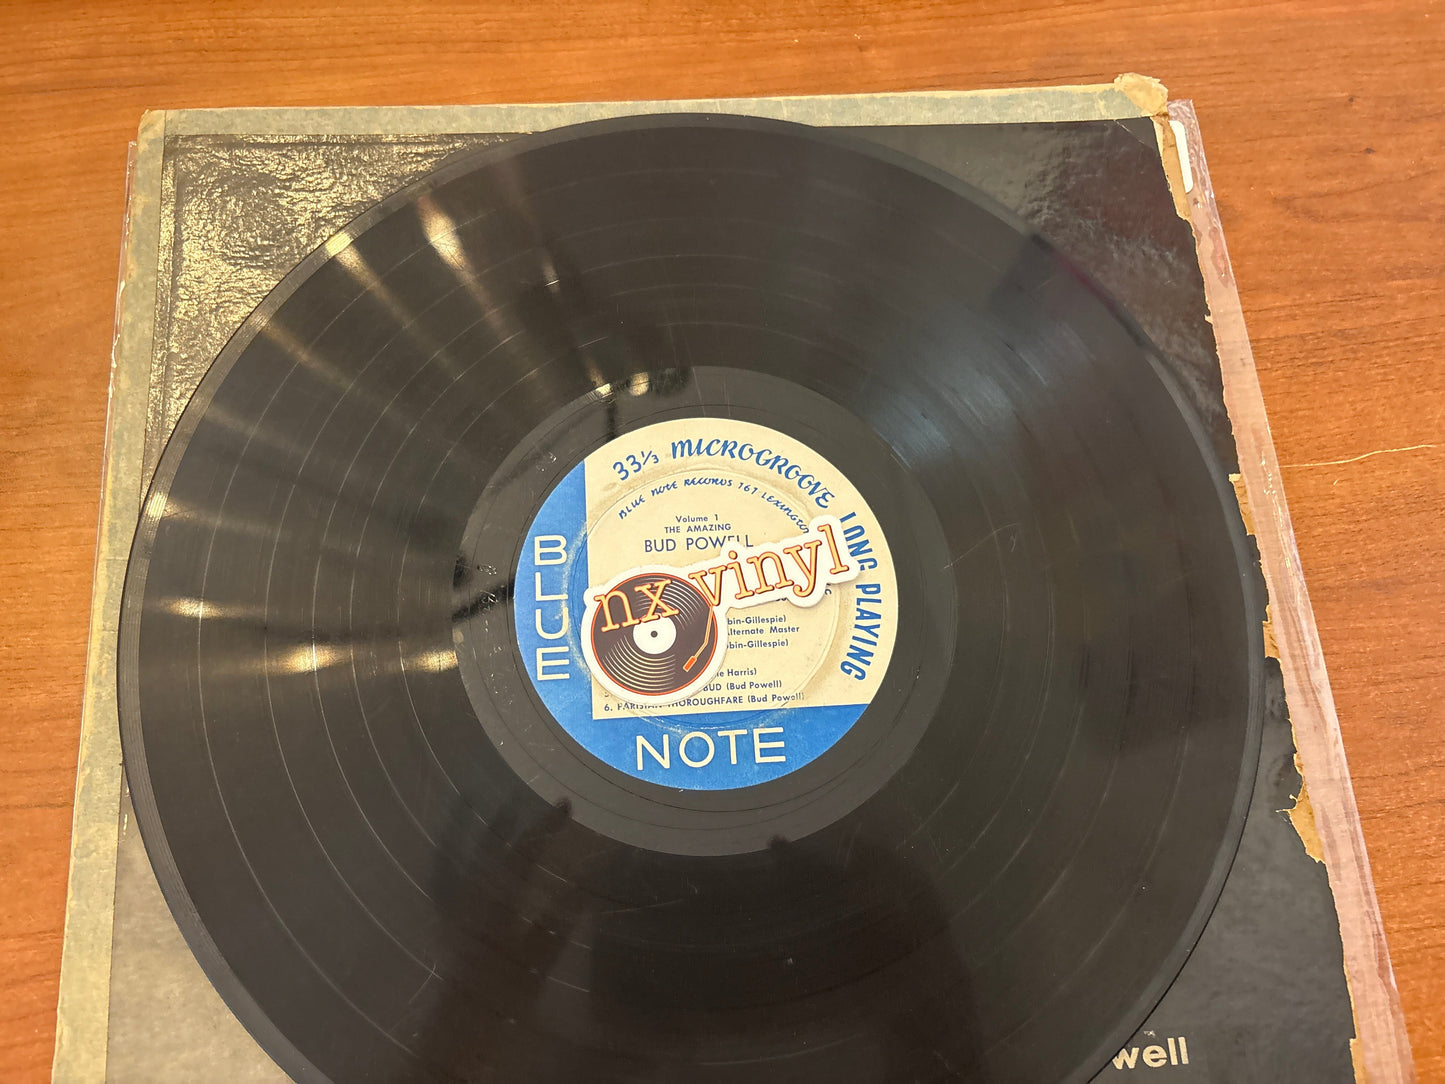 33⅓ MICROGROOVE LONG PLAYING
BLUE NOTE RECORDS 767 LEXINGTON
Volume 1
THE AMAZING
BUD POWELL
nx vinyl
bin-Gillespie)
lternate Master
bin-Gillespie)
ie Harris)
BUD (Bud Powell)
6. PARISIAN THOROUGHFARE (Bud Powell)
BLUE
NOTE
well